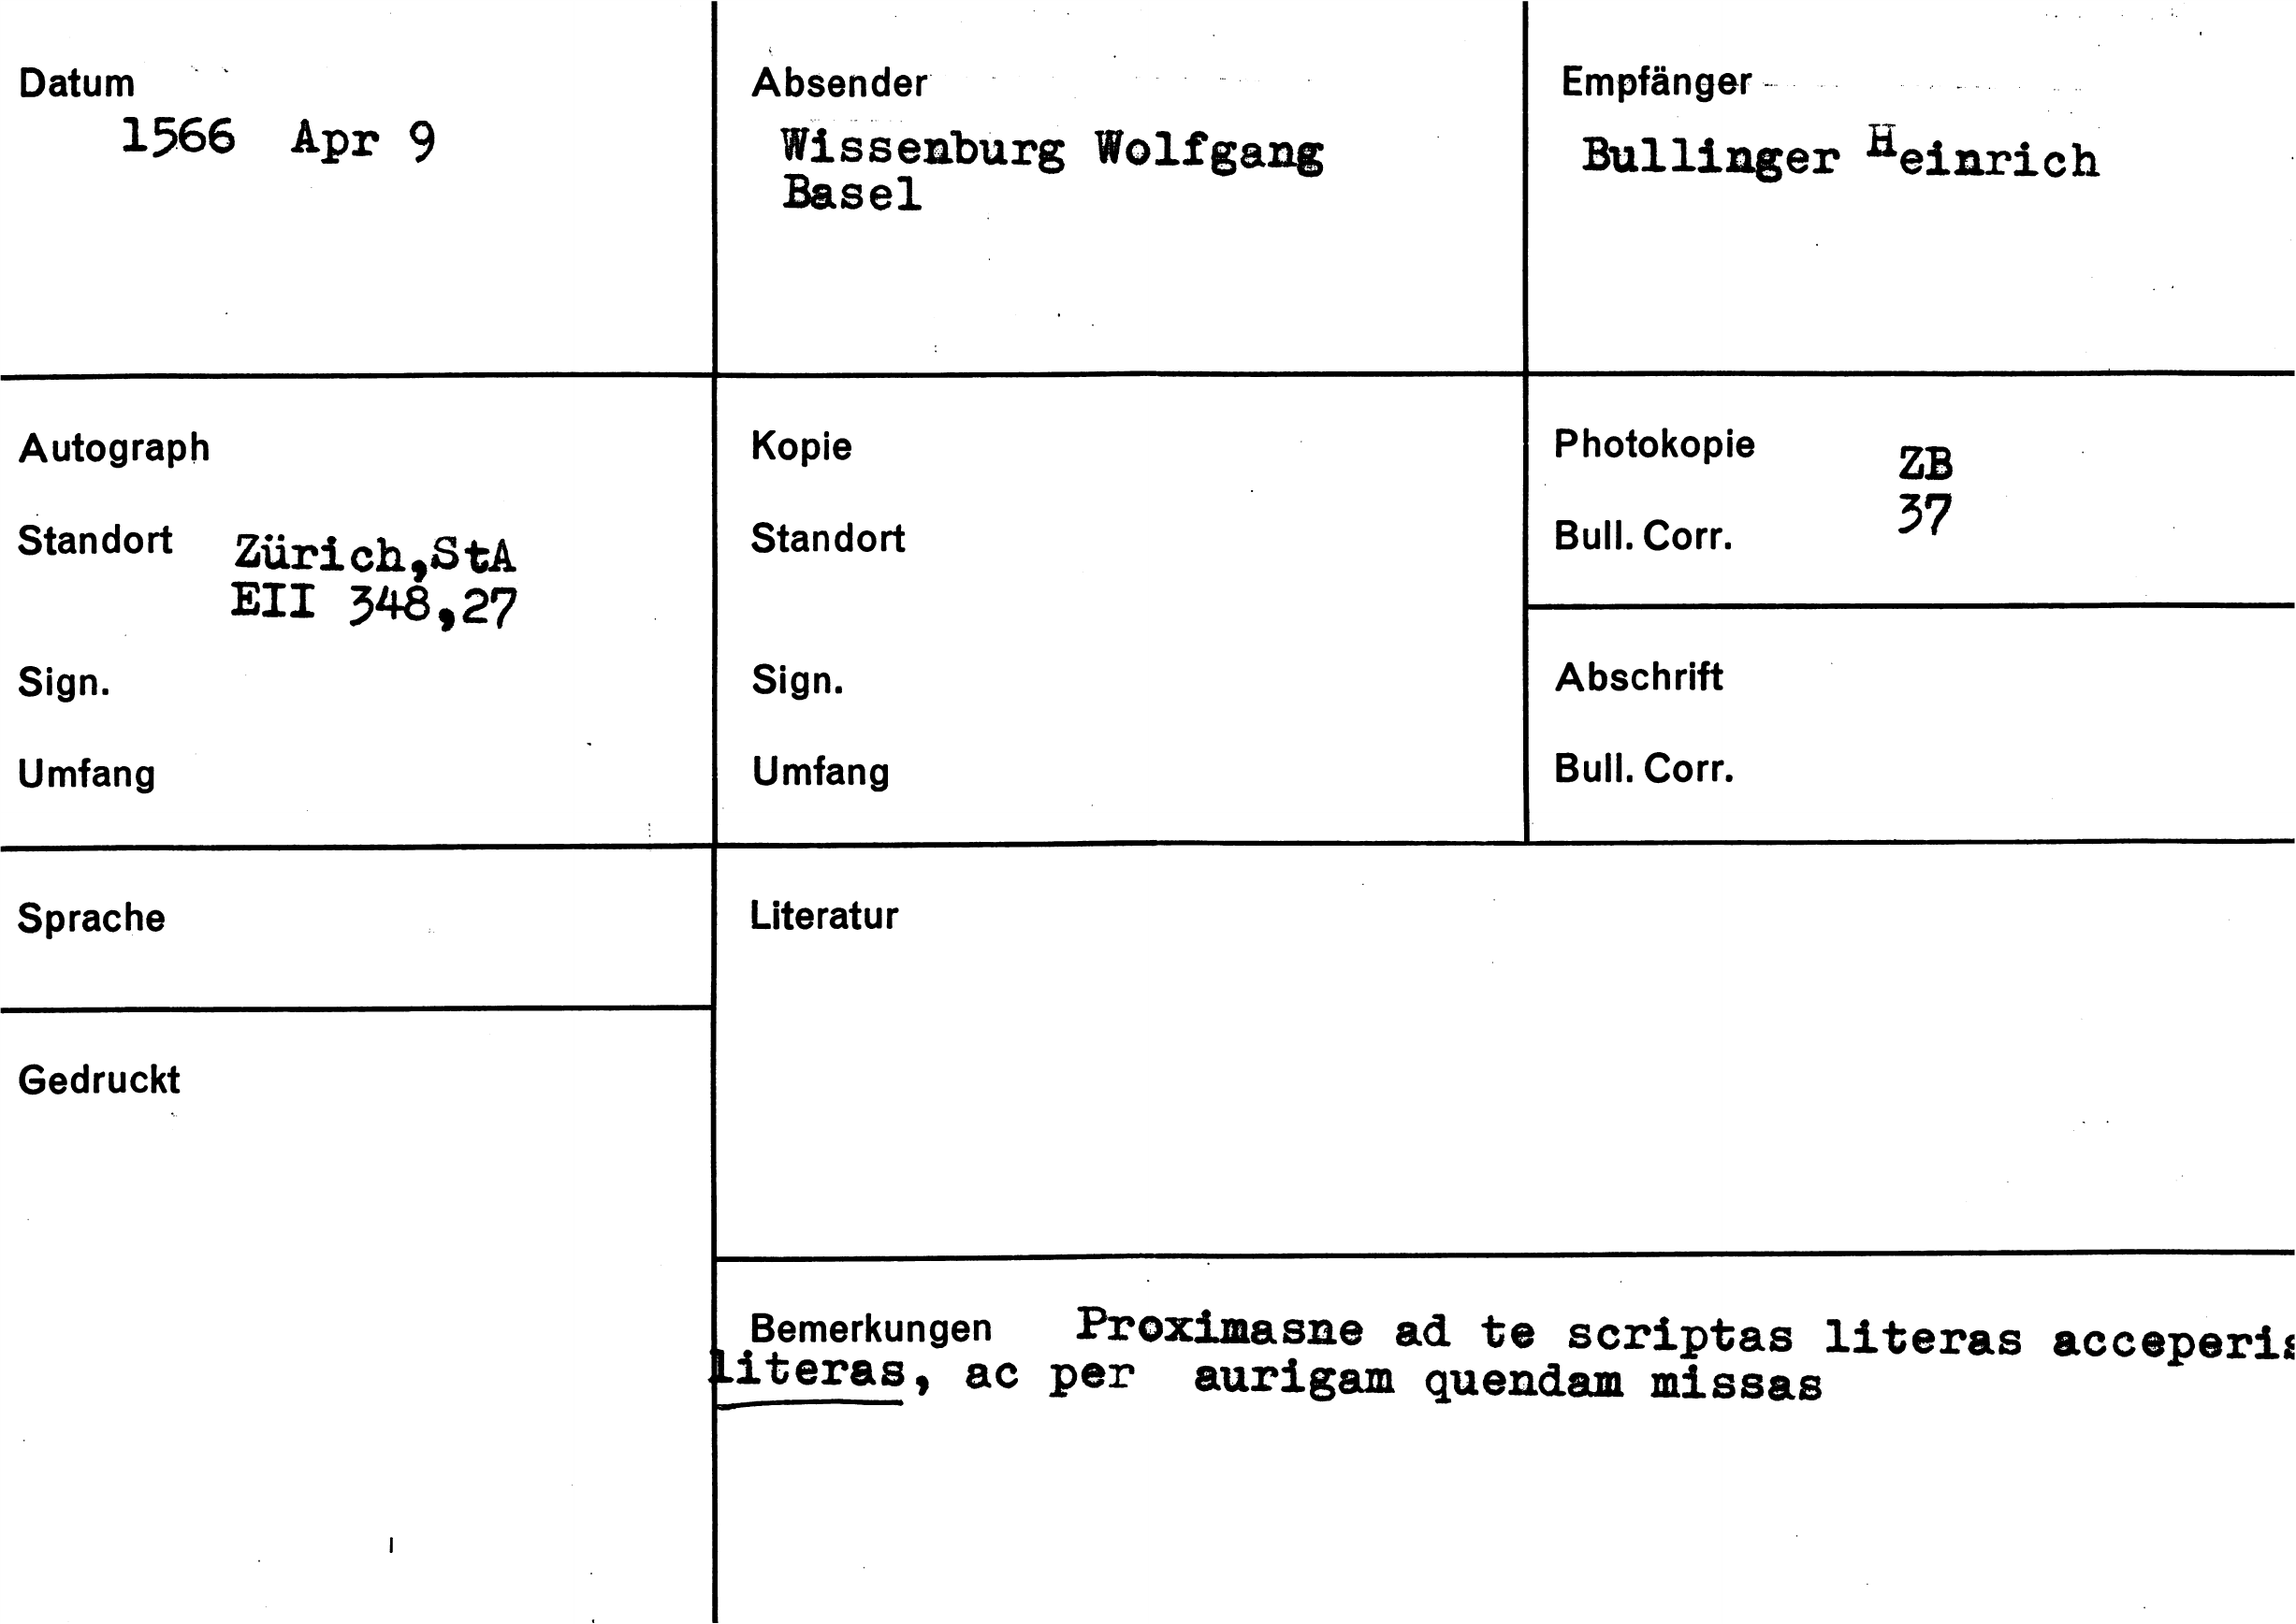 Datum
1566 Apr 9
Absender
Wissenburg Wolfgang
Basel
Empfänger
Bullinger Heinrich
Autograph
Standort Zürich,StA
EII 348,27
Sign.
Umfang
Kopie
Standort
Sign.
Umfang
Photokopie ZB
Bull. Corr. 37
Abschrift
Bull. Corr.
Sprache
Literatur
Gedruckt
Bemerkungen Proximasne ad te scriptas literas acceperis
literas, ac per aurigam quendam missas